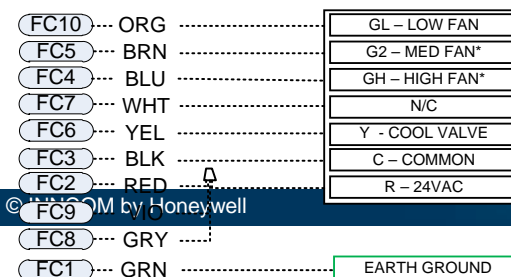 FC10 ORG GL – LOW FAN
FC5 BRN G2 – MED FAN*
FC4 BLU GH – HIGH FAN*
FC7 WHT N/C
FC6 YEL Y - COOL VALVE
FC3 BLK C – COMMON
FC2 RED R – 24VAC
© INNCOM by Honeywell
FC9 VIO
FC8 GRY
FC1 GRN EARTH GROUND